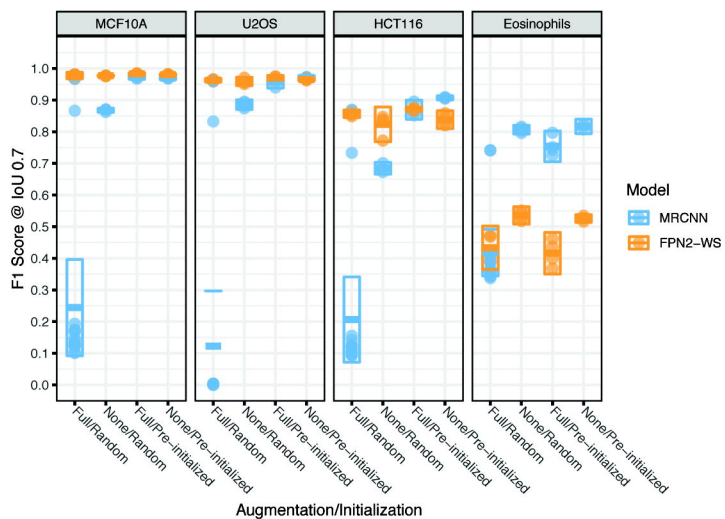 MCF10A U2OS HCT116 Eosinophils
1.0
0.9
0.8
0.7
0.6
0.5
0.4
0.3
0.2
0.1
0.0
F1 Score @ IoU 0.7
Model
MRCNN
FPN2-WS
Full/Random
None/Random
Full/Pre-initialized
None/Pre-initialized
Full/Random
None/Random
Full/Pre-initialized
None/Pre-initialized
Full/Random
None/Random
Full/Pre-initialized
None/Pre-initialized
Full/Random
None/Random
Full/Pre-initialized
None/Pre-initialized
Augmentation/Initialization